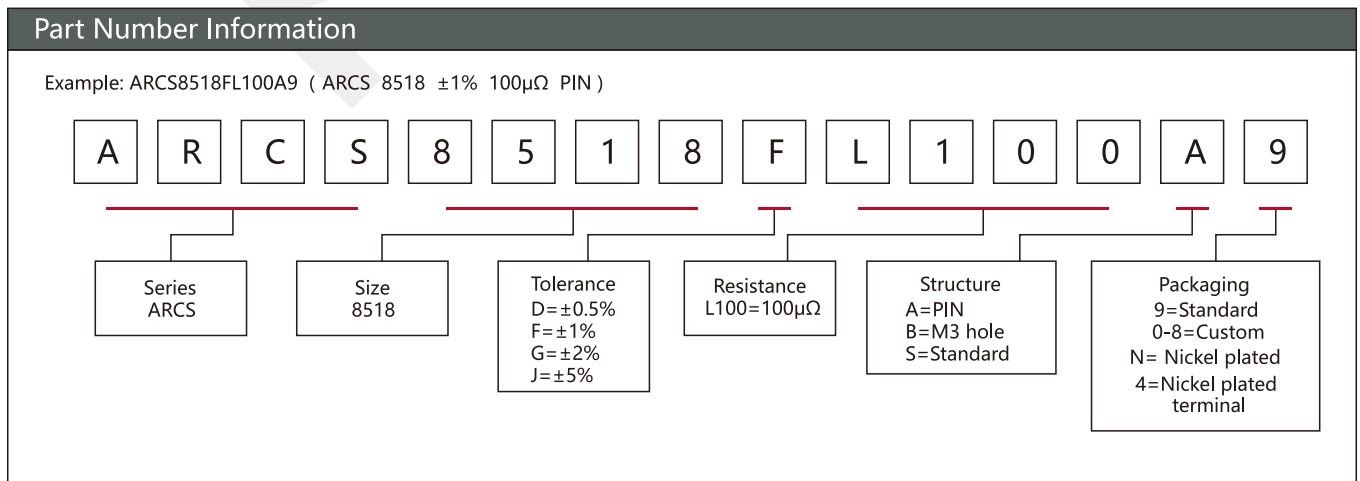 Part Number Information
Example: ARCS8518FL100A9 ( ARCS 8518 ±1% 100µΩ PIN )
A R C S 8 5 1 8 F L 1 0 0 A 9
Series
ARCS
Size
8518
Tolerance
D=±0.5%
F=±1%
G=±2%
J=±5%
Resistance
L100=100µΩ
Structure
A=PIN
B=M3 hole
S=Standard
Packaging
9=Standard
0-8=Custom
N= Nickel plated
4=Nickel plated
terminal